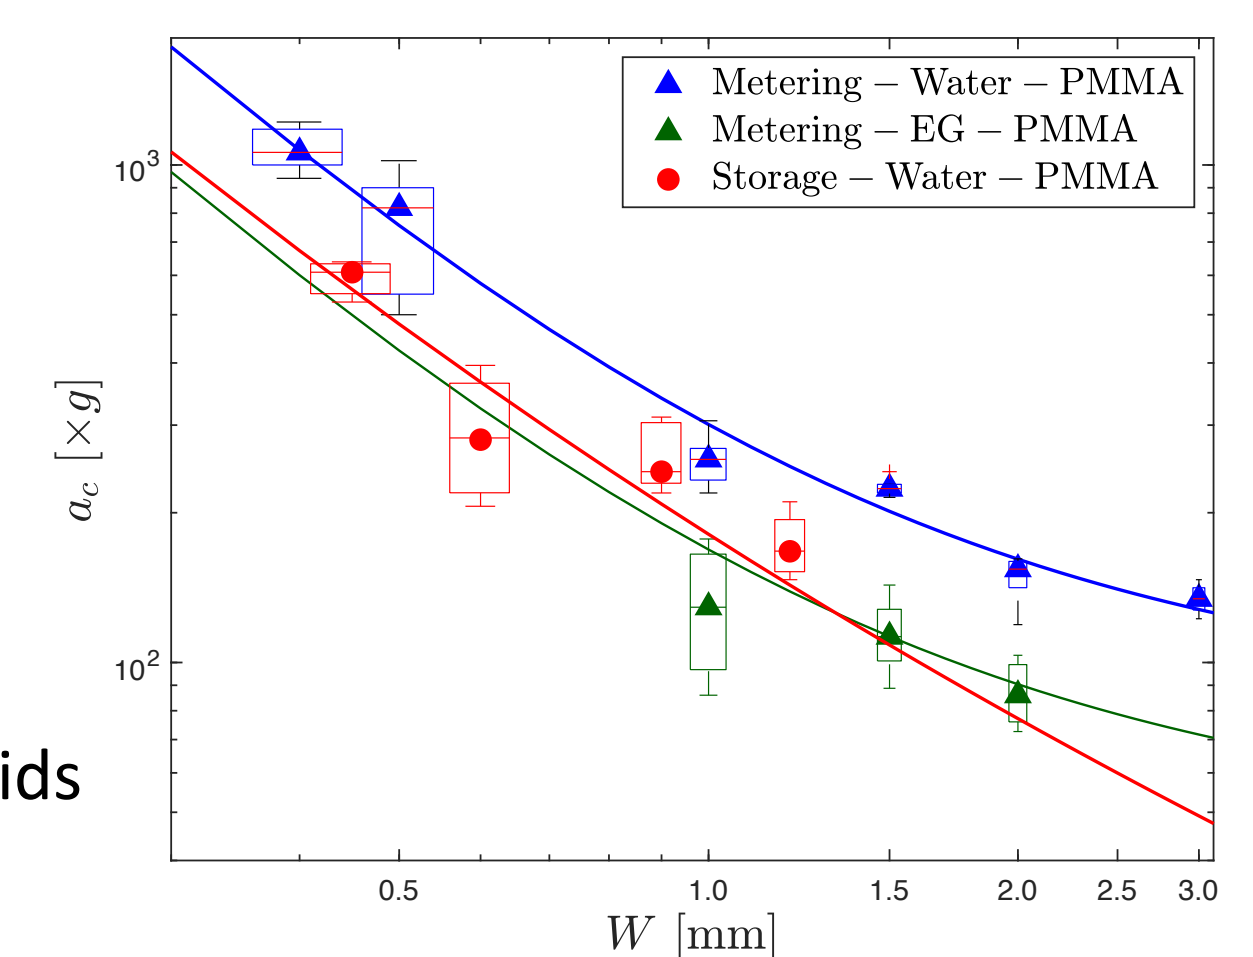 Metering – Water – PMMA
Metering – EG – PMMA
Storage – Water – PMMA
10³
10²
a_c [×g]
ids
0.5 1.0 1.5 2.0 2.5 3.0
W [mm]